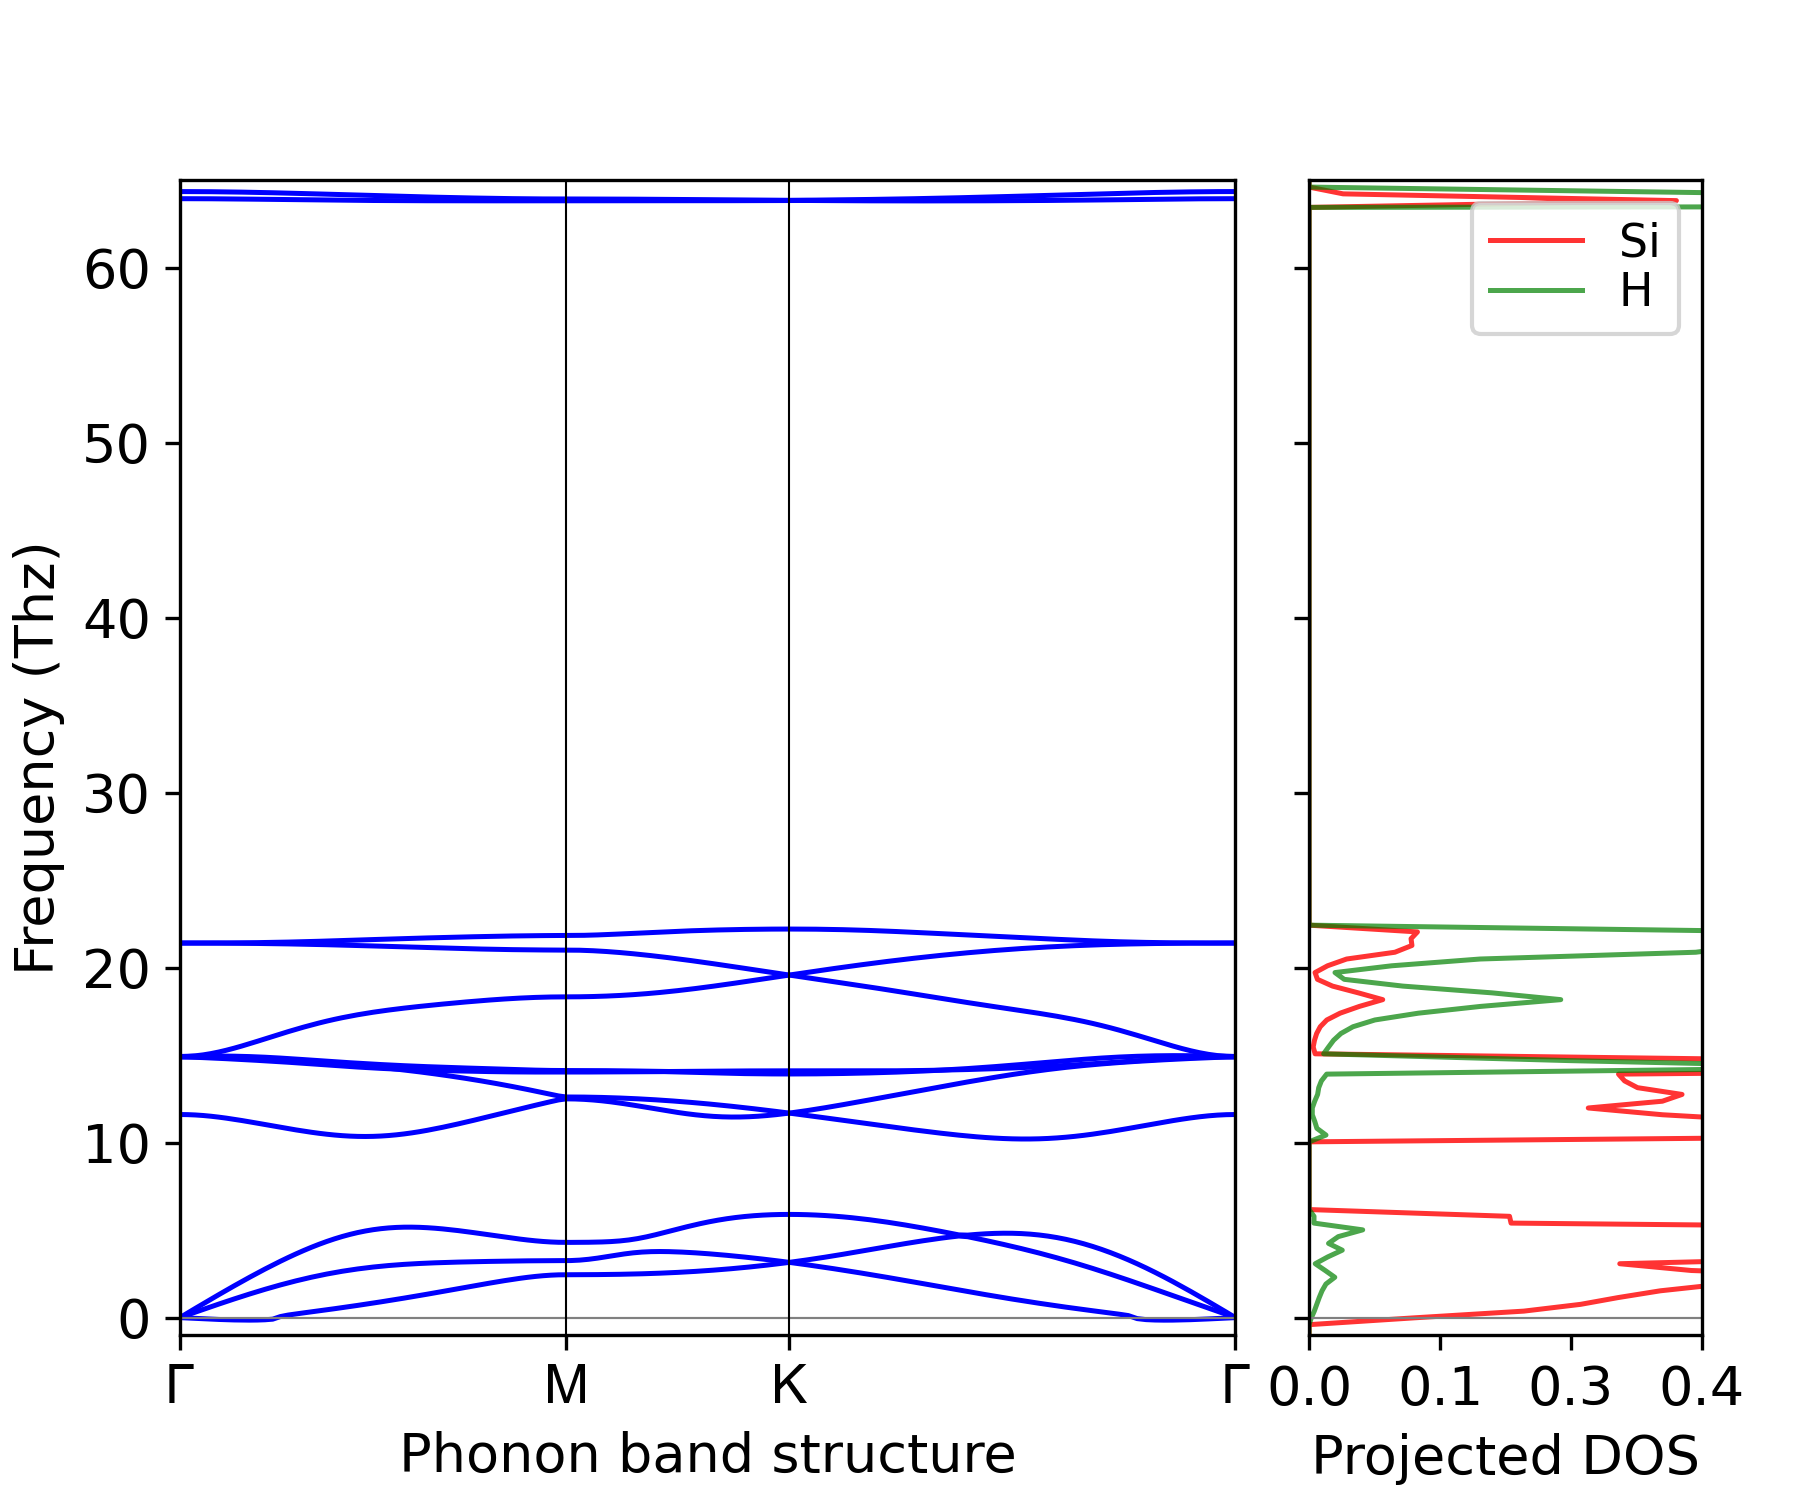 Frequency (Thz)
60
50
40
30
20
10
0
Γ M K Γ
Phonon band structure
Si
H
0.0 0.1 0.3 0.4
Projected DOS